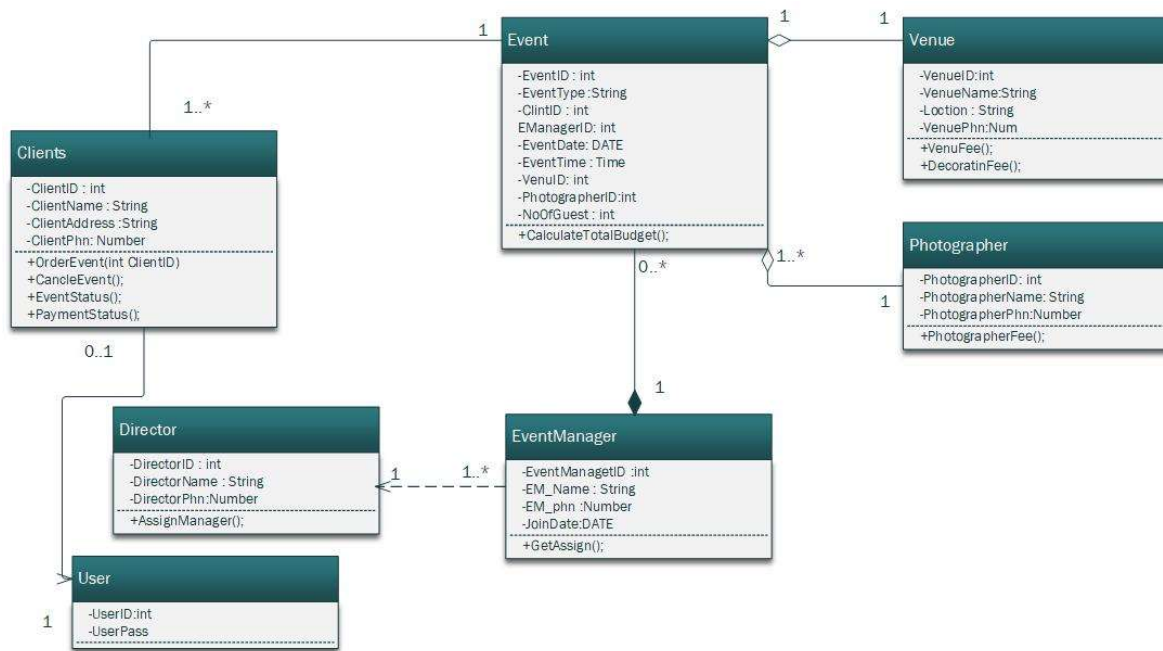 Event
-EventID : int
-EventType :String
-ClintID : int
EManagerID: int
-EventDate: DATE
-EventTime : Time
-VenuID: int
-PhotographerID:int
-NoOfGuest : int
+CalculateTotalBudget();
1
1
1
Venue
-VenueID:int
-VenueName:String
-Loction : String
-VenuePhn:Num
+VenuFee();
+DecoratinFee();
1..*
Clients
-ClientID : int
-ClientName : String
-ClientAddress :String
-ClientPhn: Number
+OrderEvent(int ClientID)
+CancleEvent();
+EventStatus();
+PaymentStatus();
0..1
0..*
1..*
1
Photographer
-PhotographerID: int
-PhotographerName: String
-PhotographerPhn:Number
+PhotographerFee();
1
Director
-DirectorID : int
-DirectorName : String
-DirectorPhn:Number
+AssignManager();
1
1..*
EventManager
-EventManagetID :int
-EM_Name : String
-EM_phn :Number
-JoinDate:DATE
+GetAssign();
User
-UserID:int
-UserPass
1